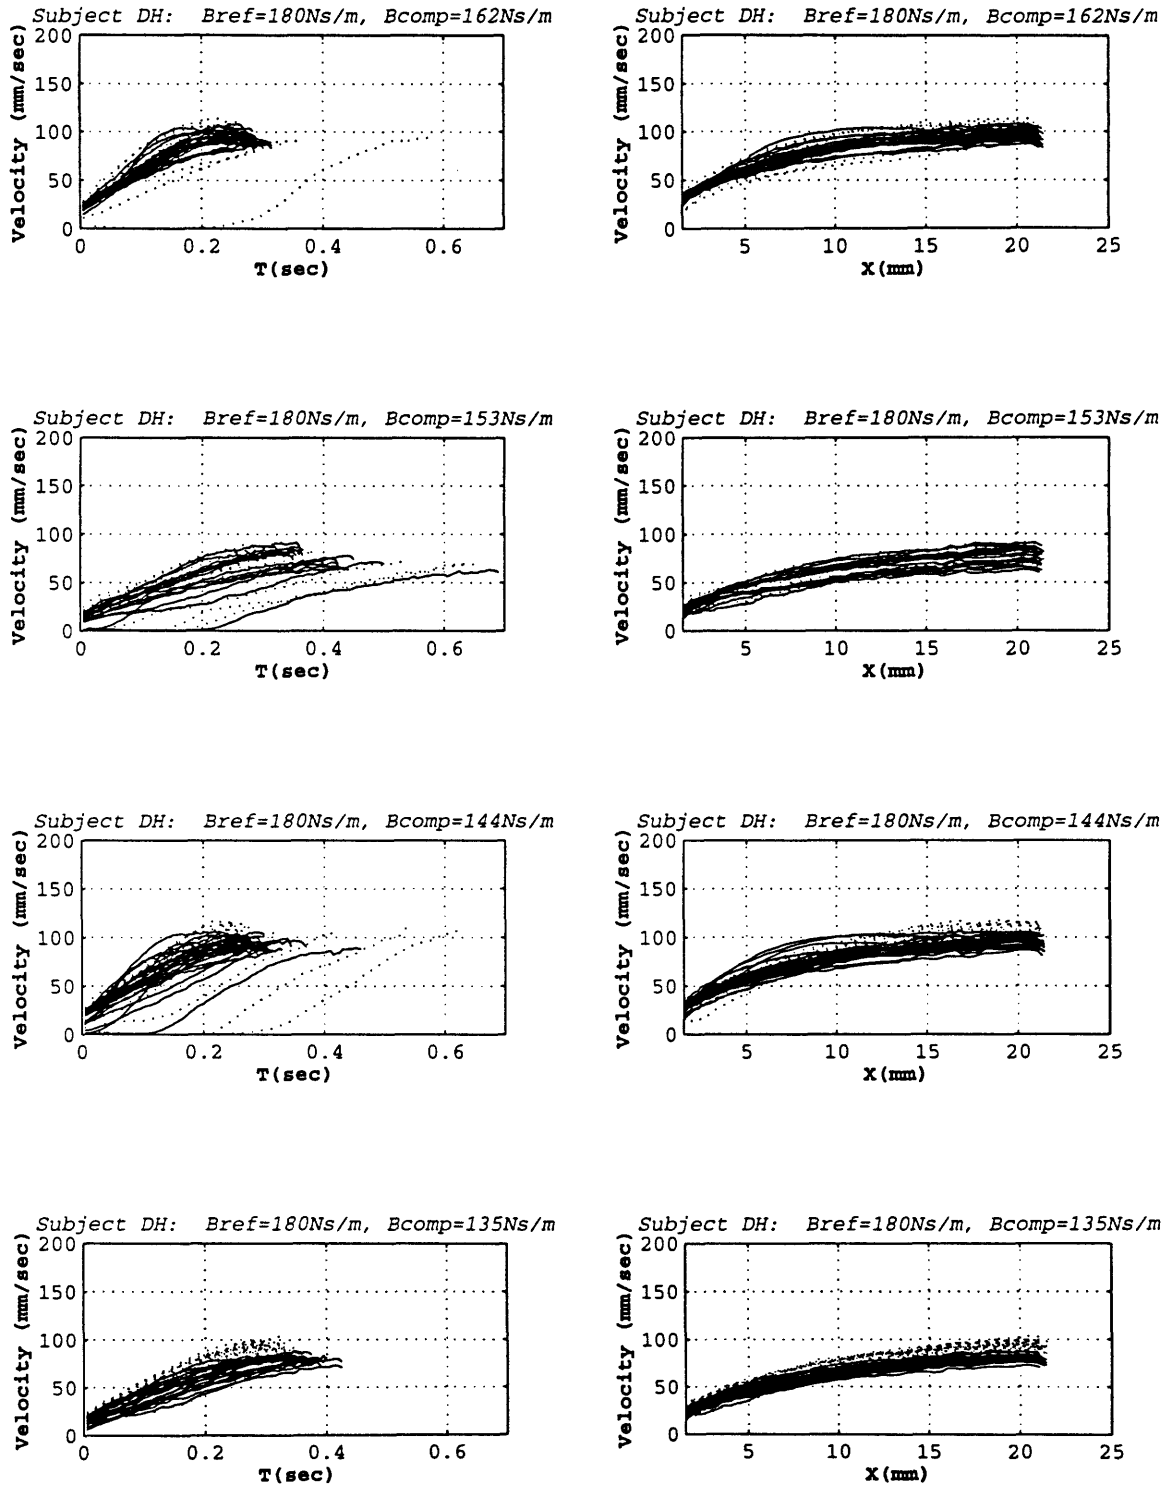 Subject DH: Bref=180Ns/m, Bcomp=162Ns/m
Velocity (mm/sec)
200
150
100
50
0
0 0.2 0.4 0.6
T(sec)
Subject DH: Bref=180Ns/m, Bcomp=162Ns/m
Velocity (mm/sec)
200
150
100
50
0
5 10 15 20 25
X(mm)
Subject DH: Bref=180Ns/m, Bcomp=153Ns/m
Velocity (mm/sec)
200
150
100
50
0
0 0.2 0.4 0.6
T(sec)
Subject DH: Bref=180Ns/m, Bcomp=153Ns/m
Velocity (mm/sec)
200
150
100
50
0
5 10 15 20 25
X(mm)
Subject DH: Bref=180Ns/m, Bcomp=144Ns/m
Velocity (mm/sec)
200
150
100
50
0
0 0.2 0.4 0.6
T(sec)
Subject DH: Bref=180Ns/m, Bcomp=144Ns/m
Velocity (mm/sec)
200
150
100
50
0
5 10 15 20 25
X(mm)
Subject DH: Bref=180Ns/m, Bcomp=135Ns/m
Velocity (mm/sec)
200
150
100
50
0
0 0.2 0.4 0.6
T(sec)
Subject DH: Bref=180Ns/m, Bcomp=135Ns/m
Velocity (mm/sec)
200
150
100
50
0
5 10 15 20 25
X(mm)